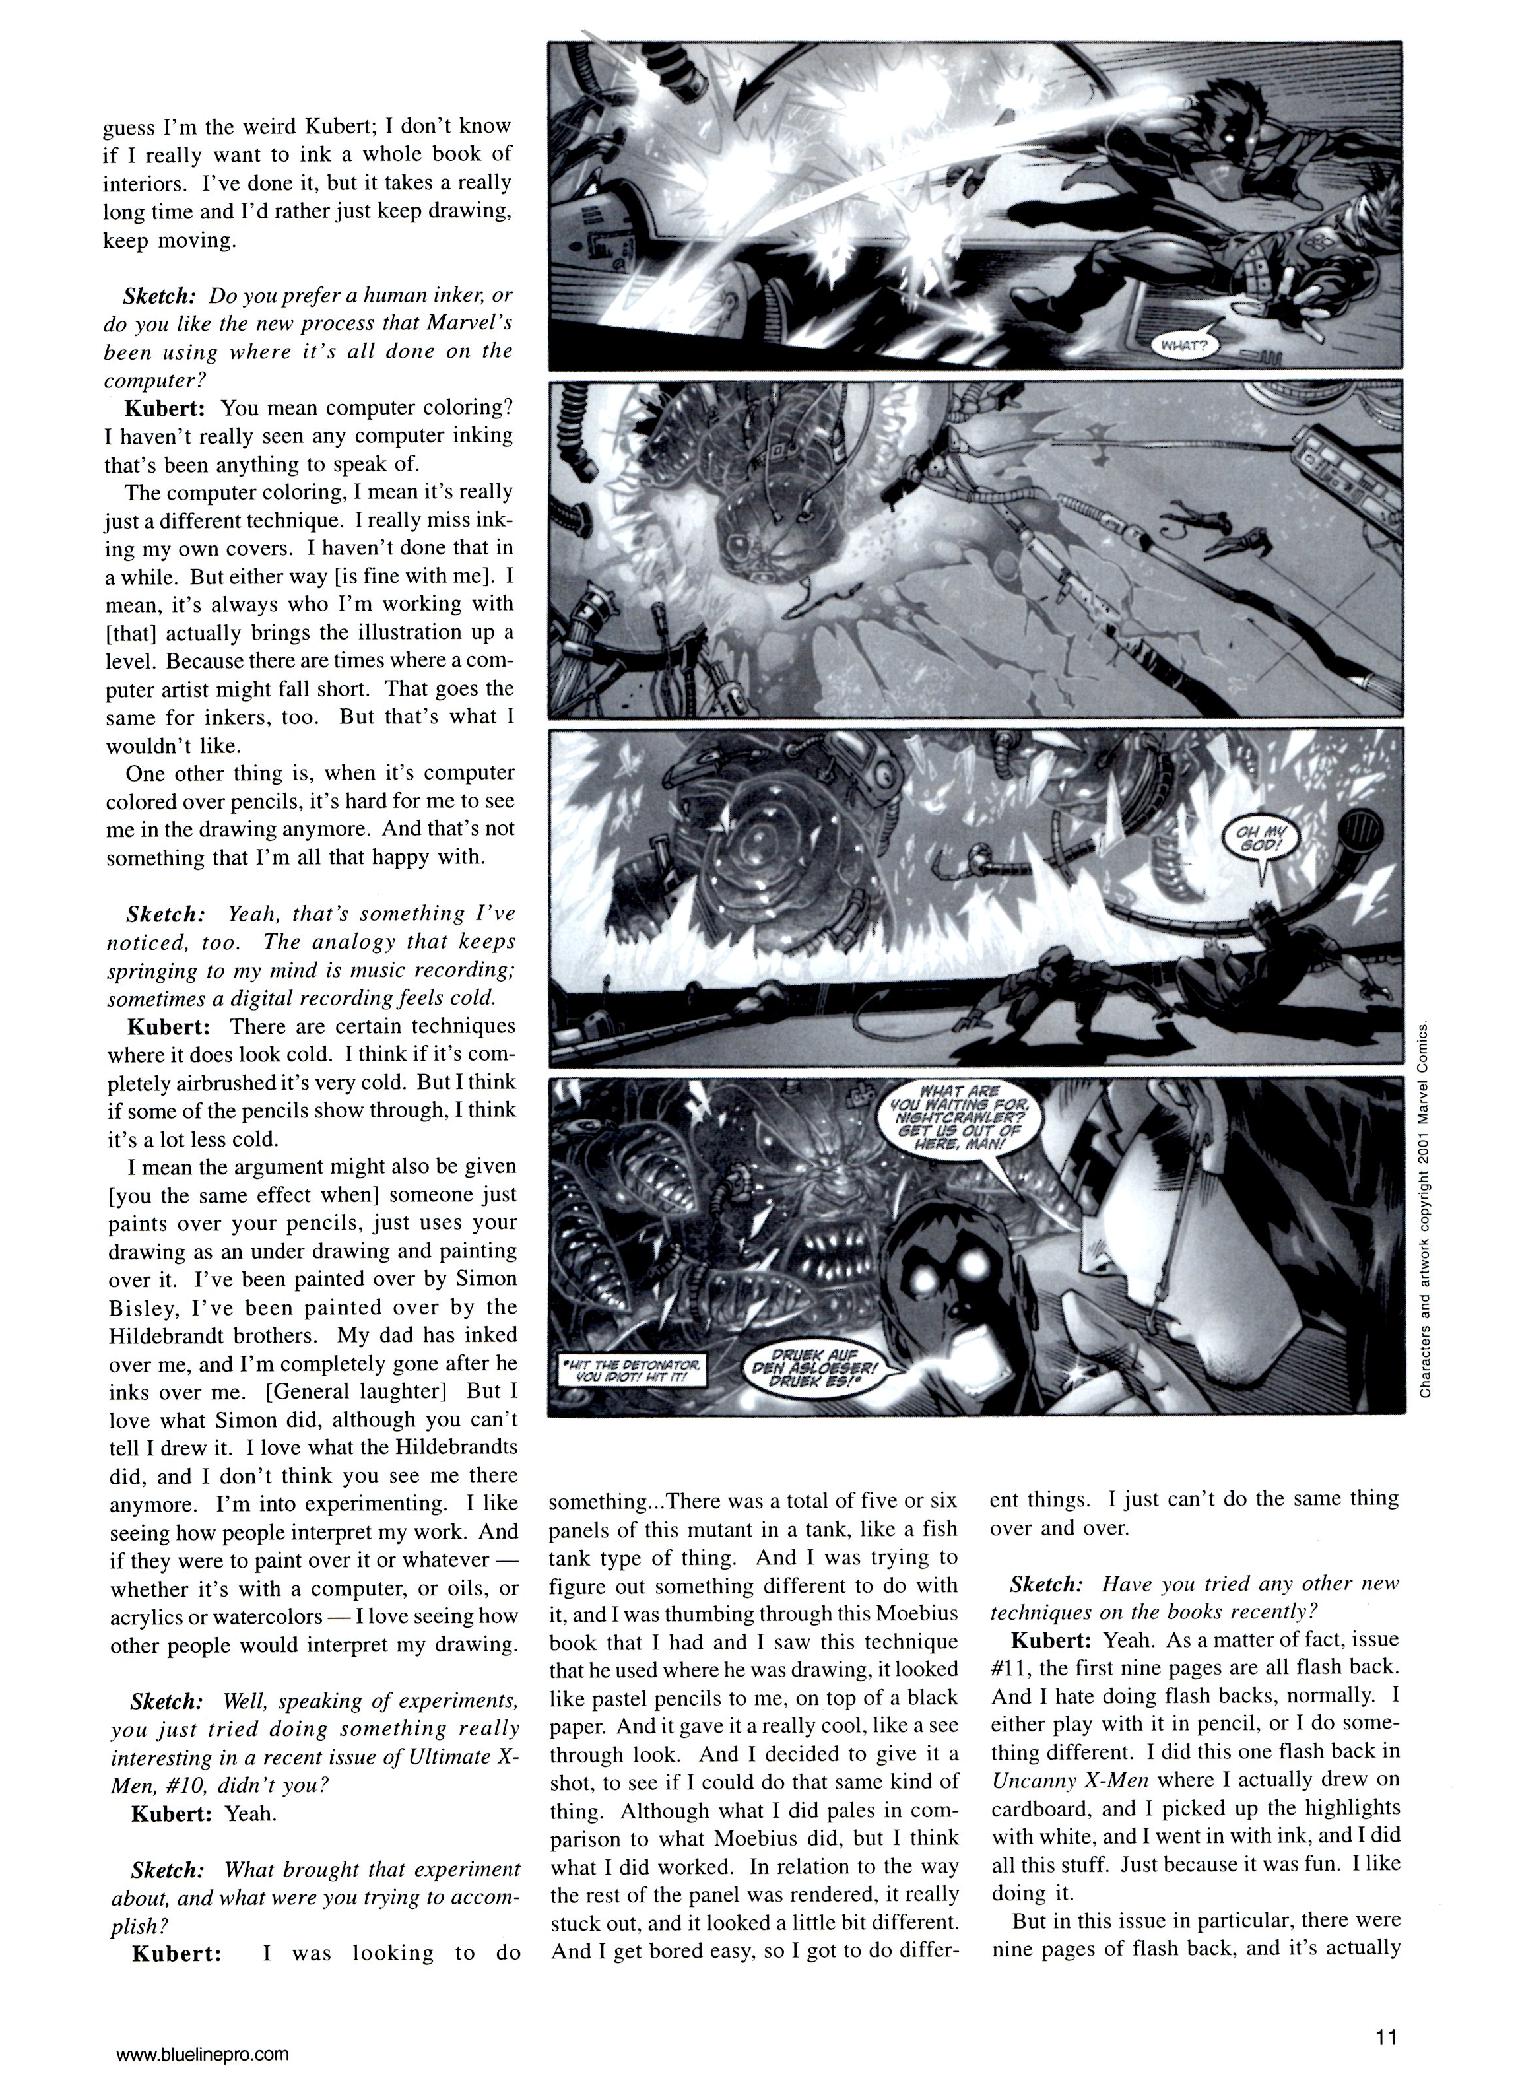 guess I'm the weird Kubert; I don't know
if I really want to ink a whole book of
interiors. I've done it, but it takes a really
long time and I'd rather just keep drawing,
keep moving.
Sketch: Do you prefer a human inker, or
do you like the new process that Marvel's
been using where it's all done on the
computer?
Kubert: You mean computer coloring?
I haven't really seen any computer inking
that's been anything to speak of.
The computer coloring, I mean it's really
just a different technique. I really miss ink-
ing my own covers. I haven't done that in
a while. But either way [is fine with me]. I
mean, it's always who I'm working with
[that] actually brings the illustration up a
level. Because there are times where a com-
puter artist might fall short. That goes the
same for inkers, too. But that's what I
wouldn't like.
One other thing is, when it's computer
colored over pencils, it's hard for me to see
me in the drawing anymore. And that's not
something that I'm all that happy with.
Sketch: Yeah, that's something I've
noticed, too. The analogy that keeps
springing to my mind is music recording;
sometimes a digital recording feels cold.
Kubert: There are certain techniques
where it does look cold. I think if it's com-
pletely airbrushed it's very cold. But I think
if some of the pencils show through, I think
it's a lot less cold.
I mean the argument might also be given
[you the same effect when] someone just
paints over your pencils, just uses your
drawing as an under drawing and painting
over it. I've been painted over by Simon
Bisley, I've been painted over by the
Hildebrandt brothers. My dad has inked
over me, and I'm completely gone after he
inks over me. [General laughter] But I
love what Simon did, although you can't
tell I drew it. I love what the Hildebrandts
did, and I don't think you see me there
anymore. I'm into experimenting. I like
seeing how people interpret my work. And
if they were to paint over it or whatever —
whether it's with a computer, or oils, or
acrylics or watercolors — I love seeing how
other people would interpret my drawing.
Sketch: Well, speaking of experiments,
you just tried doing something really
interesting in a recent issue of Ultimate X-
Men, #10, didn't you?
Kubert: Yeah.
Sketch: What brought that experiment
about, and what were you trying to accom-
plish?
Kubert: I was looking to do
WHAT?
OH MY
GOD!
WHAT ARE
YOU WAITING FOR,
NIGHTCRAWLER?
GET US OUT OF
HERE, MAN!
*HIT THE DETONATOR,
YOU IDIOT! HIT IT!
DRUEK AUF
DEN ASLOESER!
DRUEK ES!*
Characters and artwork copyright 2001 Marvel Comics.
something...There was a total of five or six
panels of this mutant in a tank, like a fish
tank type of thing. And I was trying to
figure out something different to do with
it, and I was thumbing through this Moebius
book that I had and I saw this technique
that he used where he was drawing, it looked
like pastel pencils to me, on top of a black
paper. And it gave it a really cool, like a see
through look. And I decided to give it a
shot, to see if I could do that same kind of
thing. Although what I did pales in com-
parison to what Moebius did, but I think
what I did worked. In relation to the way
the rest of the panel was rendered, it really
stuck out, and it looked a little bit different.
And I get bored easy, so I got to do differ-
ent things. I just can't do the same thing
over and over.
Sketch: Have you tried any other new
techniques on the books recently?
Kubert: Yeah. As a matter of fact, issue
#11, the first nine pages are all flash back.
And I hate doing flash backs, normally. I
either play with it in pencil, or I do some-
thing different. I did this one flash back in
Uncanny X-Men where I actually drew on
cardboard, and I picked up the highlights
with white, and I went in with ink, and I did
all this stuff. Just because it was fun. I like
doing it.
But in this issue in particular, there were
nine pages of flash back, and it's actually
www.bluelinepro.com
11